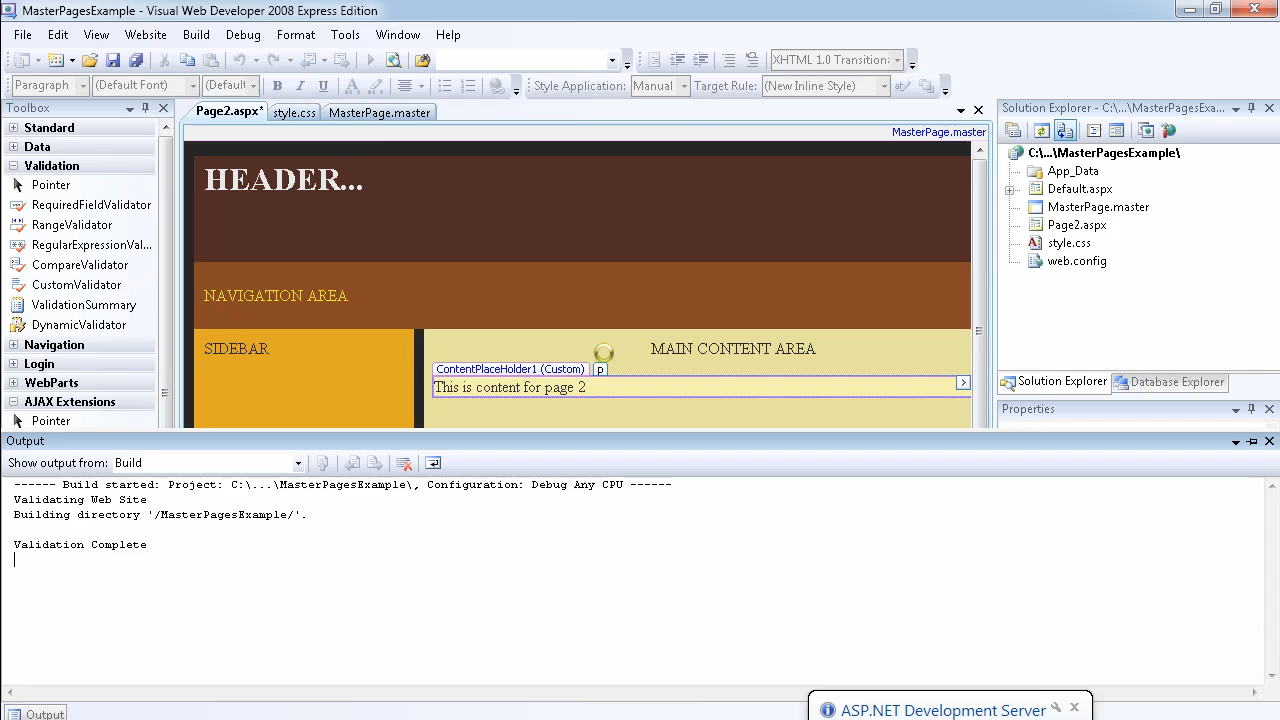 MasterPagesExample - Visual Web Developer 2008 Express Edition
File Edit View Website Build Debug Format Tools Window Help
XHTML 1.0 Transition:
Paragraph (Default Font) (Default B I U A Style Application: Manual Target Rule: (New Inline Style)
Toolbox
Standard
Data
Validation
Pointer
RequiredFieldValidator
RangeValidator
RegularExpressionVal...
CompareValidator
CustomValidator
ValidationSummary
DynamicValidator
Navigation
Login
WebParts
AJAX Extensions
Pointer
Page2.aspx* style.css MasterPage.master
MasterPage.master
HEADER...
NAVIGATION AREA
SIDEBAR
MAIN CONTENT AREA
ContentPlaceHolder1 (Custom) p
This is content for page 2
Solution Explorer - C:\...\MasterPagesExa...
C:\...\MasterPagesExample\
App_Data
Default.aspx
MasterPage.master
Page2.aspx
style.css
web.config
Solution Explorer Database Explorer
Properties
Output
Show output from: Build
------ Build started: Project: C:\...\MasterPagesExample\, Configuration: Debug Any CPU ------
Validating Web Site
Building directory '/MasterPagesExample/'.
Validation Complete
Output
ASP.NET Development Server